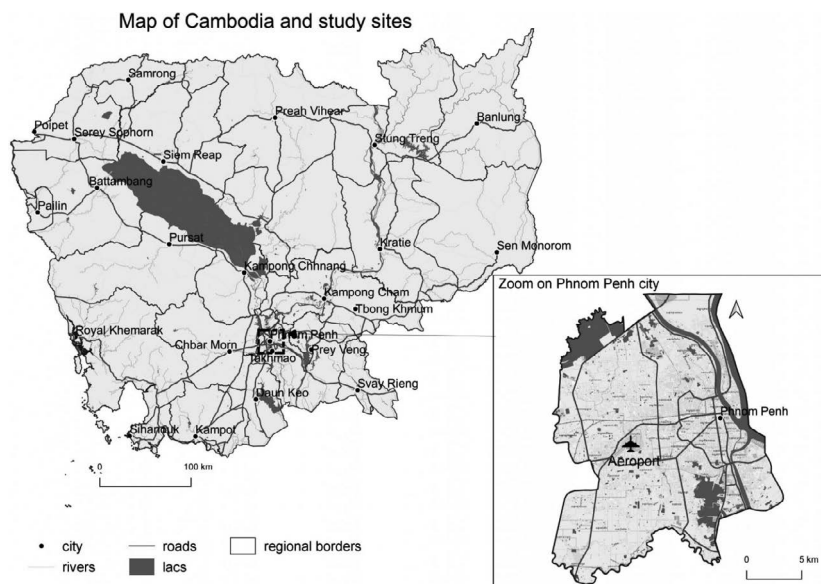 Map of Cambodia and study sites
Samrong
Poipet
Serey Sophorn
Siem Reap
Preah Vihear
Banlung
Stung Treng
Battambang
Pailin
Pursat
Kratie
Sen Monorom
Kampong Chhnang
Kampong Cham
Tbong Khmum
Royal Khemarak
Chbar Morn
Phnom Penh
Takhmao
Prey Veng
Svay Rieng
Daun Keo
Sihanouk
Kampot
0 100 km
city
roads
regional borders
rivers
lacs
Zoom on Phnom Penh city
Phnom Penh
Aéroport
0 5 km